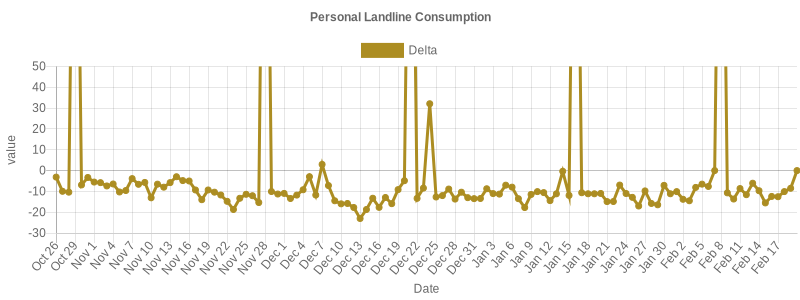 Personal Landline Consumption
Delta
value
50
40
30
20
10
0
-10
-20
-30
Oct 26
Oct 29
Nov 1
Nov 4
Nov 7
Nov 10
Nov 13
Nov 16
Nov 19
Nov 22
Nov 25
Nov 28
Dec 1
Dec 4
Dec 7
Dec 10
Dec 13
Dec 16
Dec 19
Dec 22
Dec 25
Dec 28
Dec 31
Jan 3
Jan 6
Jan 9
Jan 12
Jan 15
Jan 18
Jan 21
Jan 24
Jan 27
Jan 30
Feb 2
Feb 5
Feb 8
Feb 11
Feb 14
Feb 17
Date